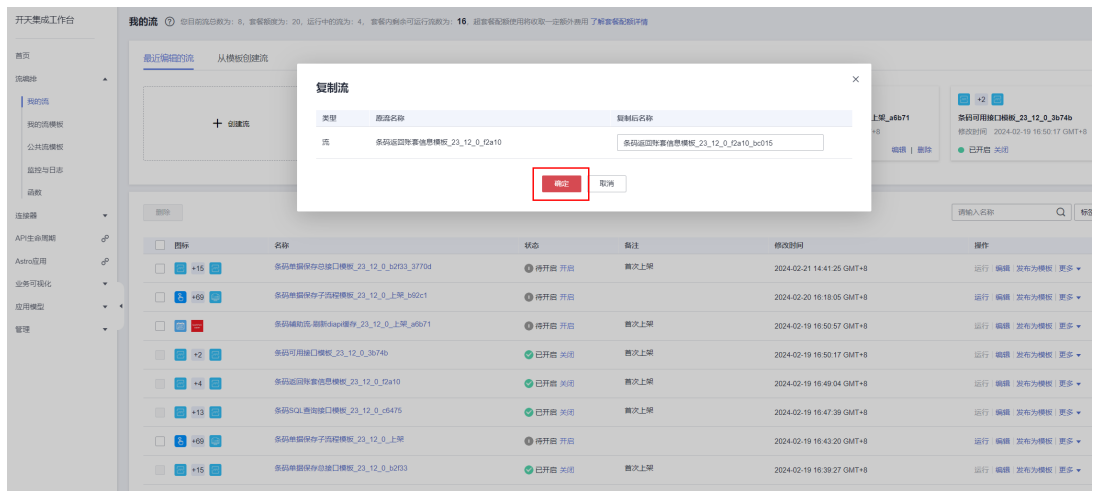 开天集成工作台
首页
流编排
我的流
我的流模板
公共流模板
监控与日志
函数
连接器
API生命周期
Astro应用
业务可视化
应用模型
管理
我的流 ? 您目前流总数为：8，套餐额度为：20，运行中的流为：4，套餐内剩余可运行流数为：16，超套餐配额使用将收取一定额外费用 了解套餐配额详情
最近编辑的流 从模板创建流
+ 创建流
上架_a6b71
+8
编辑 | 删除
+2
条码可用接口模板_23_12_0_3b74b
修改时间 2024-02-19 16:50:17 GMT+8
已开启 关闭
复制流
类型 原流名称 复制后名称
流 条码返回账套信息模板_23_12_0_f2a10 条码返回账套信息模板_23_12_0_f2a10_bc015
确定 取消
删除 请输入名称
图标 名称 状态 备注 修改时间 操作
+15 条码单据保存总接口模板_23_12_0_b2f33_3770d 待开启 开启 首次上架 2024-02-21 14:41:25 GMT+8 运行 编辑 发布为模板 更多
+69 条码单据保存子流程模板_23_12_0_上架_b92c1 待开启 开启 2024-02-20 16:18:05 GMT+8 运行 编辑 发布为模板 更多
条码辅助流-刷新diapi缓存_23_12_0_上架_a6b71 待开启 开启 首次上架 2024-02-19 16:50:57 GMT+8 运行 编辑 发布为模板 更多
+2 条码可用接口模板_23_12_0_3b74b 已开启 关闭 首次上架 2024-02-19 16:50:17 GMT+8 运行 编辑 发布为模板 更多
+4 条码返回账套信息模板_23_12_0_f2a10 已开启 关闭 首次上架 2024-02-19 16:49:04 GMT+8 运行 编辑 发布为模板 更多
+13 条码SQL查询接口模板_23_12_0_c6475 已开启 关闭 首次上架 2024-02-19 16:47:39 GMT+8 运行 编辑 发布为模板 更多
+69 条码单据保存子流程模板_23_12_0_上架 待开启 开启 2024-02-19 16:43:20 GMT+8 运行 编辑 发布为模板 更多
+15 条码单据保存总接口模板_23_12_0_b2f33 已开启 关闭 首次上架 2024-02-19 16:39:27 GMT+8 运行 编辑 发布为模板 更多